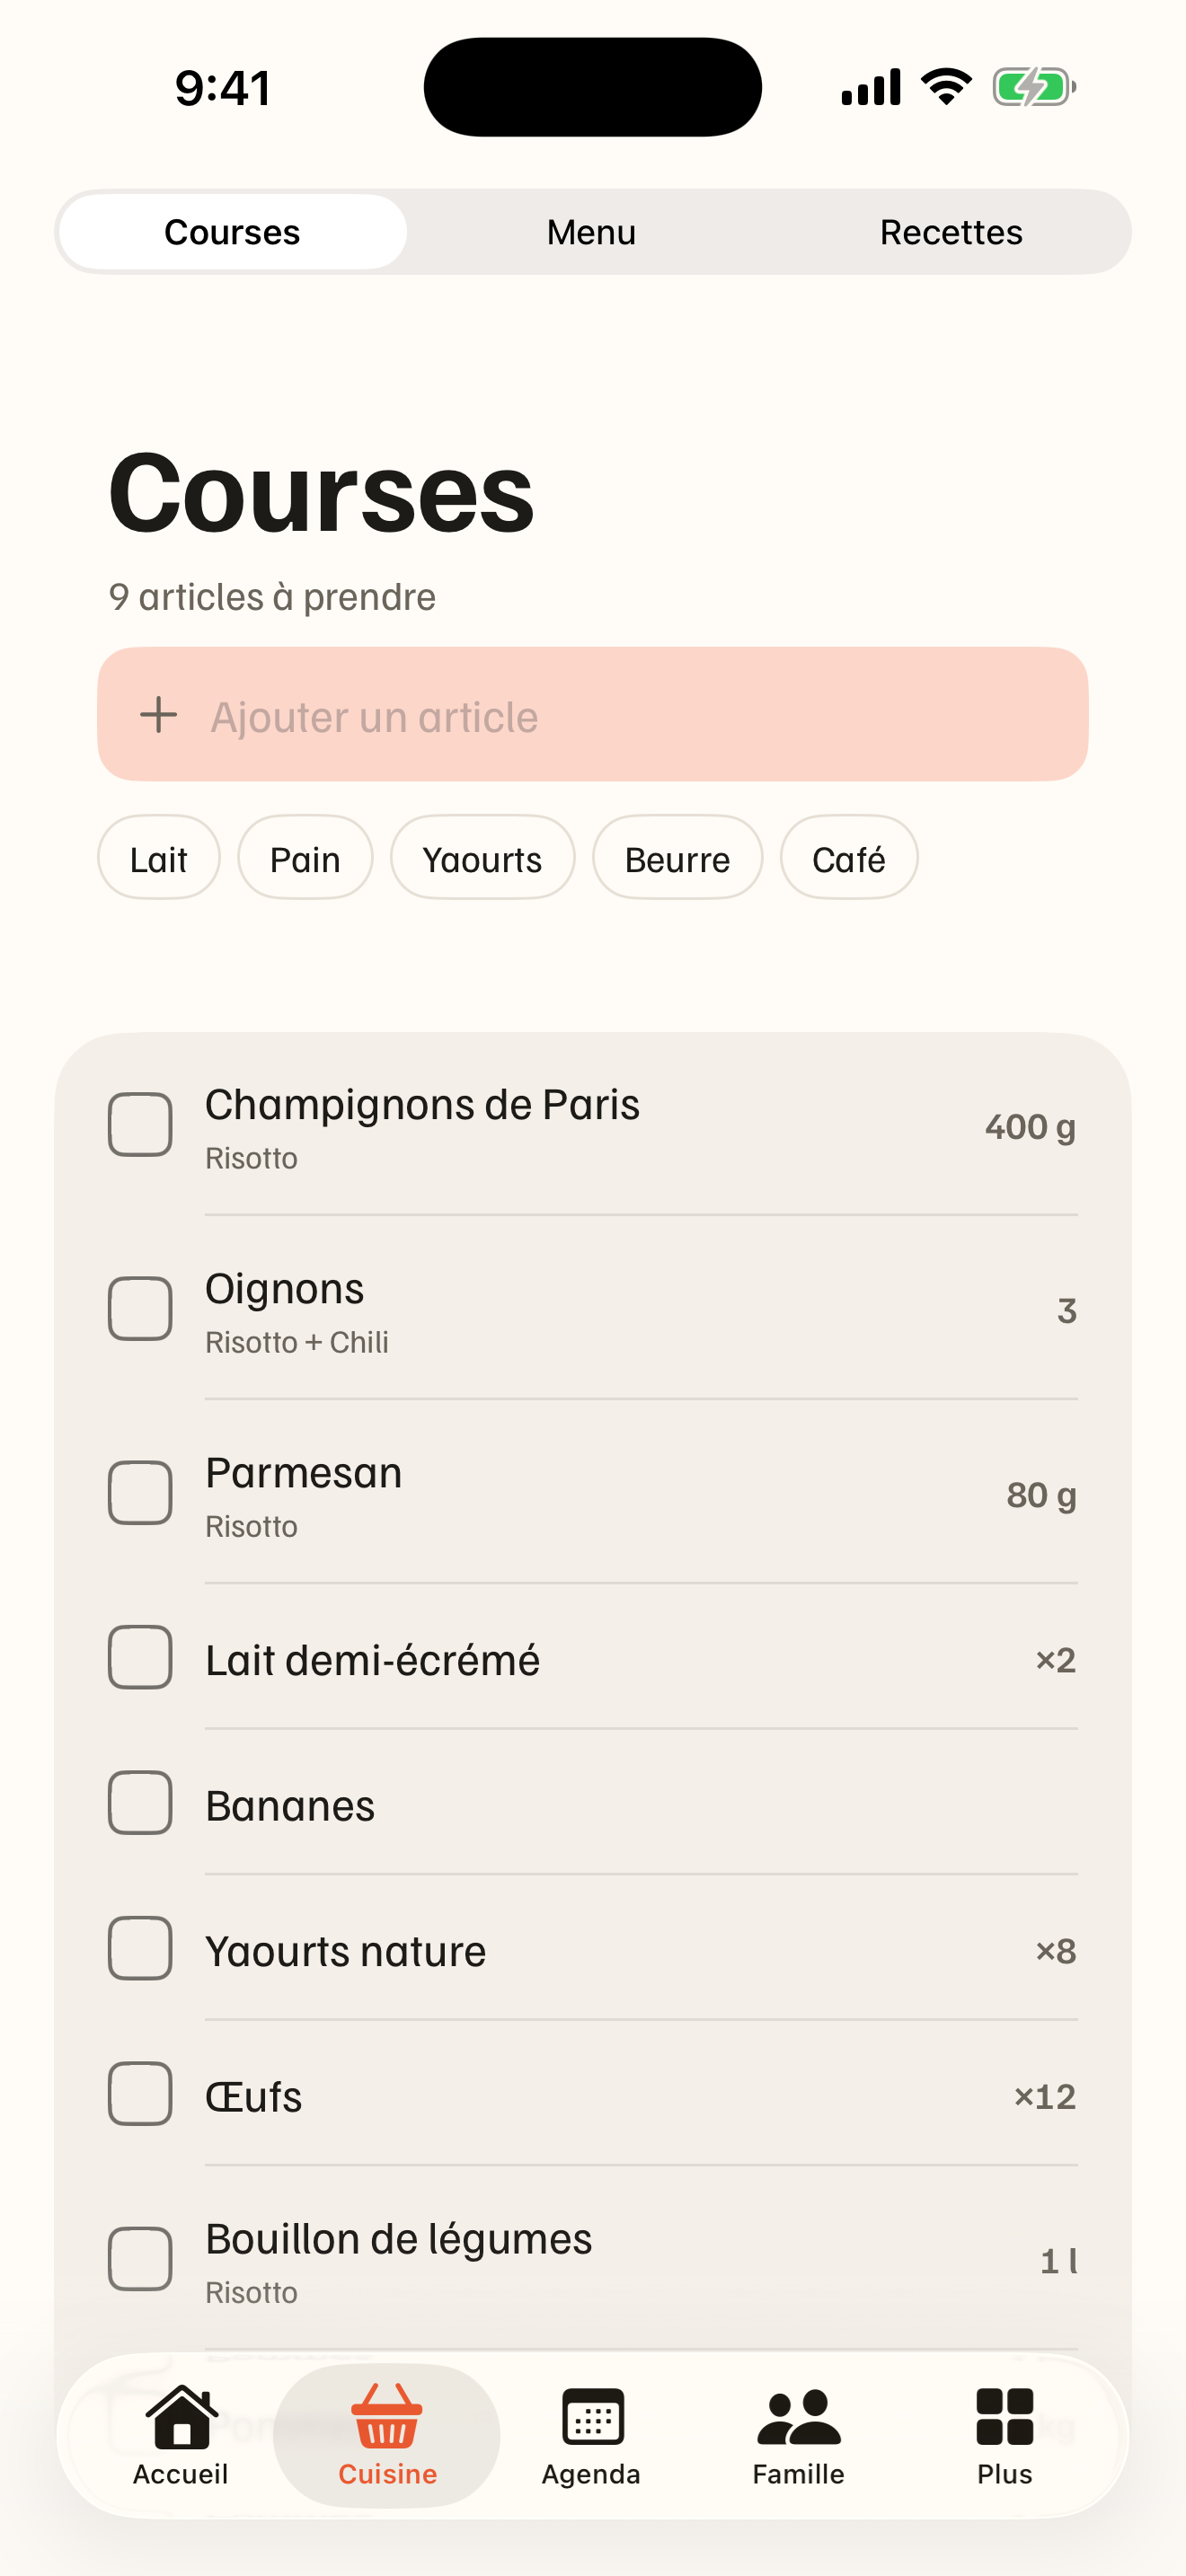 9:41
Courses
Menu
Recettes
Courses
9 articles à prendre
Ajouter un article
Lait
Pain
Yaourts
Beurre
Café
Champignons de Paris
400 g
Risotto
Oignons
3
Risotto + Chili
Parmesan
80 g
Risotto
Lait demi-écrémé
×2
Bananes
Yaourts nature
×8
Œufs
×12
Bouillon de légumes
1 l
Risotto
kg
Accueil
Cuisine
Agenda
Famille
Plus